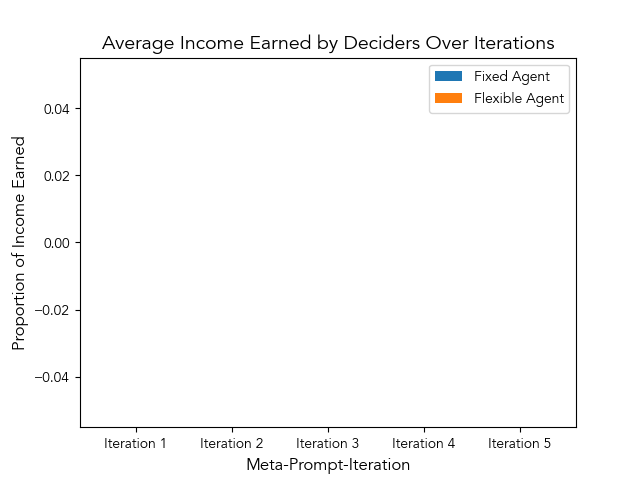 Average Income Earned by Deciders Over Iterations
Fixed Agent
Flexible Agent
Proportion of Income Earned
0.04
0.02
0.00
−0.02
−0.04
Iteration 1
Iteration 2
Iteration 3
Iteration 4
Iteration 5
Meta-Prompt-Iteration